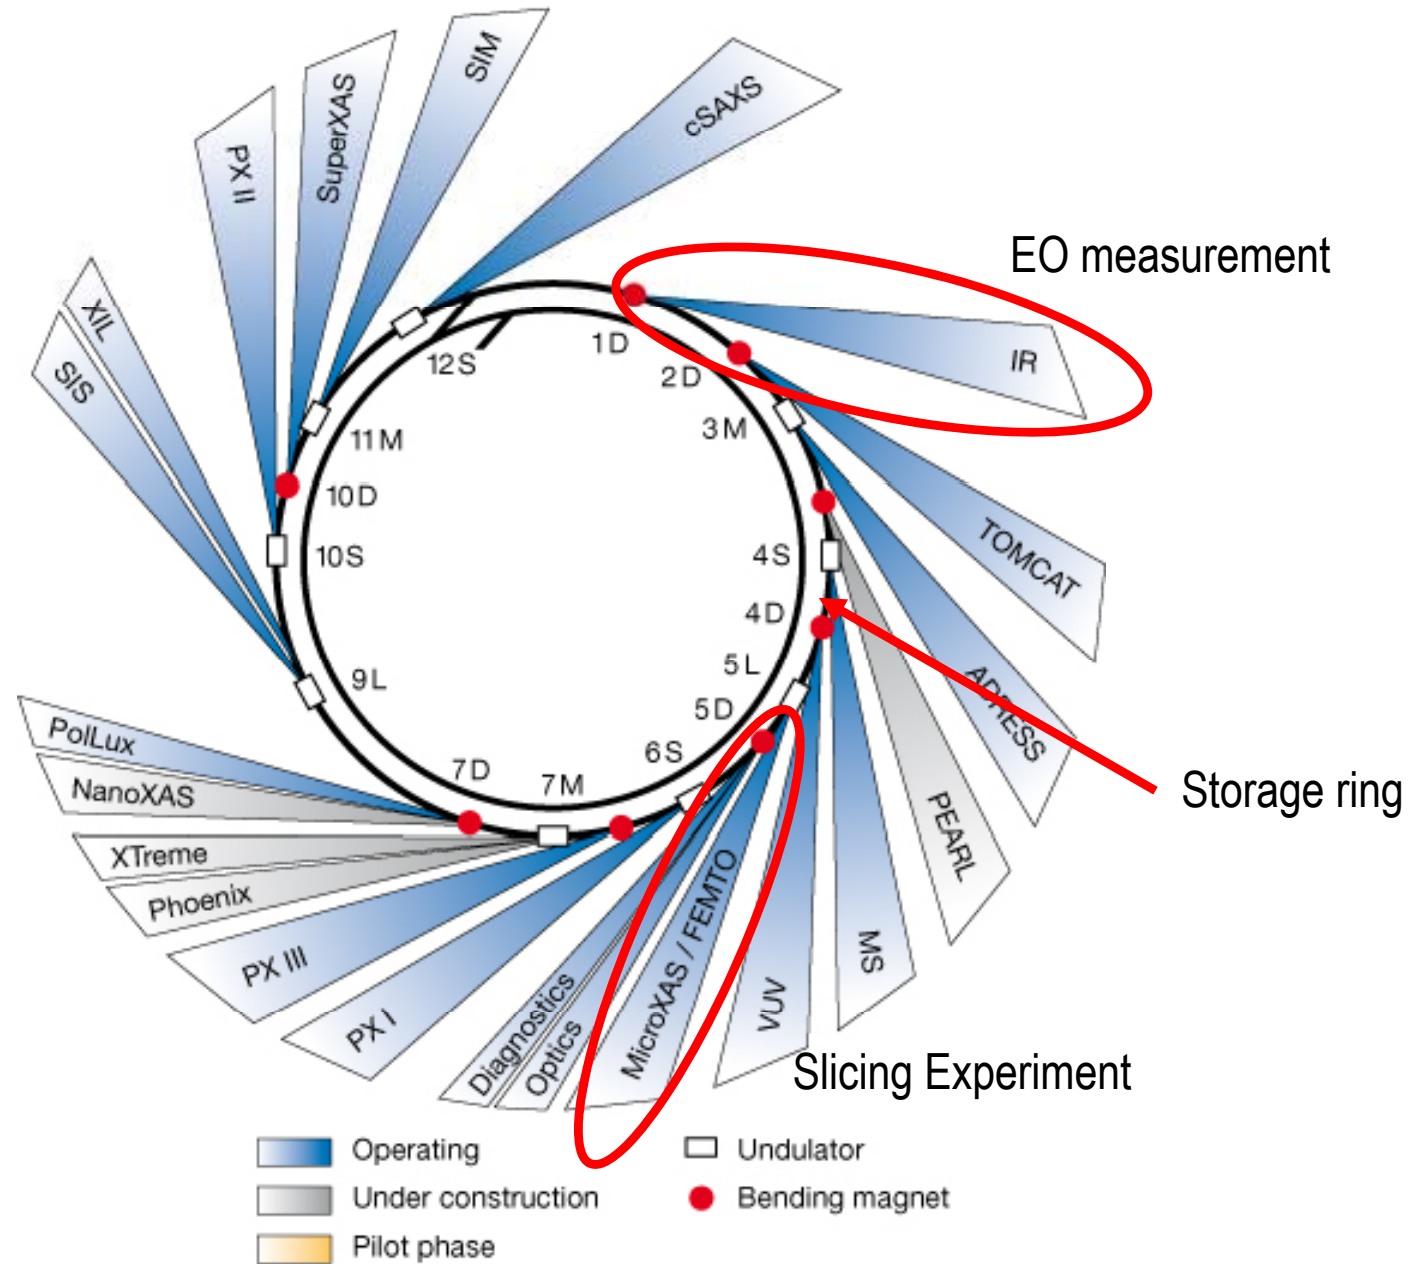 SIM
cSAXS
SuperXAS
PX II
EO measurement
XIL
SIS
IR
1D
2D
3M
12S
11M
10D
10S
4S
4D
5L
5D
6S
7M
7D
9L
TOMCAT
ADRESS
PEARL
Storage ring
MS
VUV
MicroXAS / FEMTO
Optics
Diagnostics
PX I
PX III
Phoenix
XTreme
NanoXAS
PolLux
Slicing Experiment
Operating
Undulator
Under construction
Bending magnet
Pilot phase